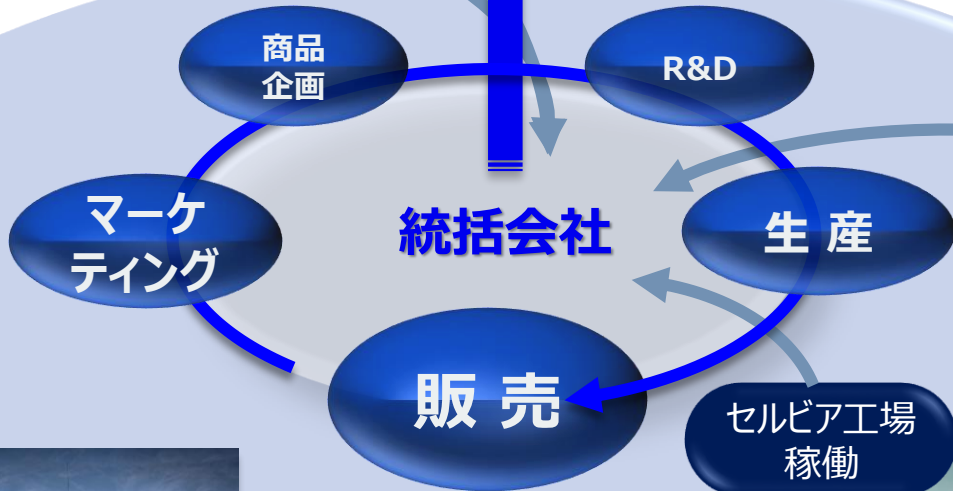 商品
企画
R&D
マーケ
ティング
統括会社
生 産
販 売
セルビア工場
稼働